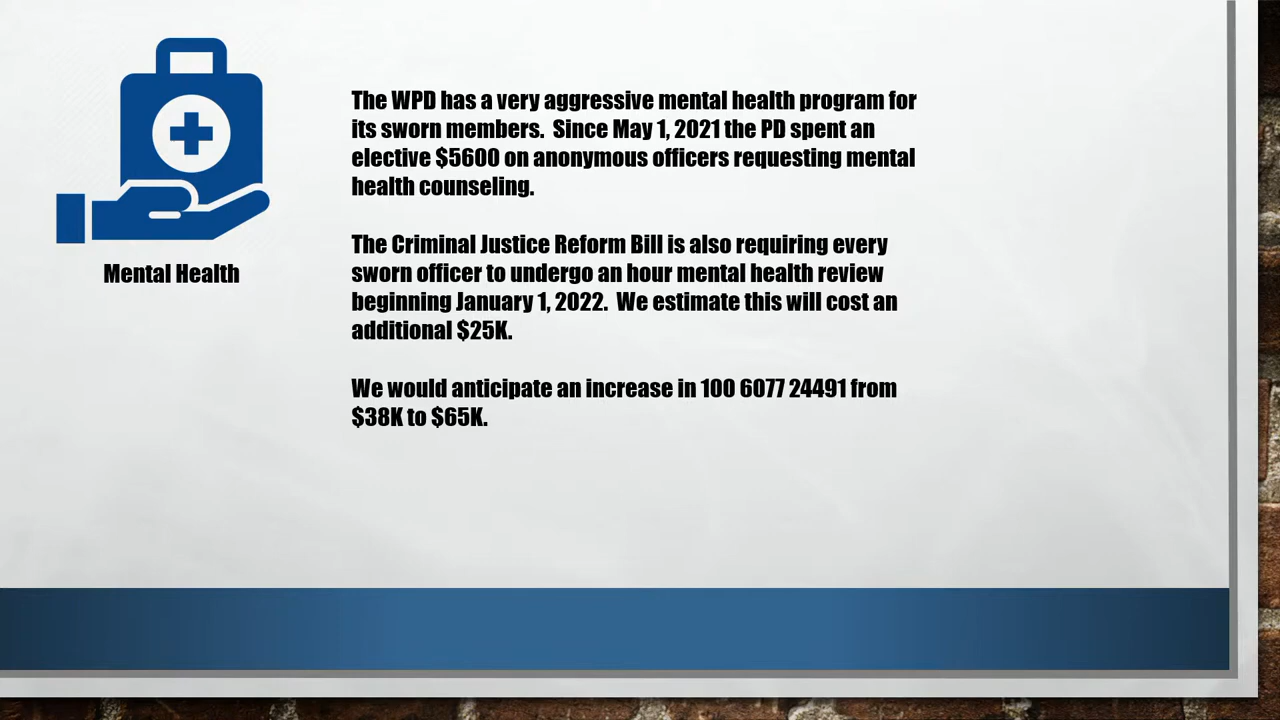 The WPD has a very aggressive mental health program for
its sworn members.  Since May 1, 2021 the PD spent an
elective $5600 on anonymous officers requesting mental
health counseling.
The Criminal Justice Reform Bill is also requiring every
sworn officer to undergo an hour mental health review
beginning January 1, 2022.  We estimate this will cost an
additional $25K.
We would anticipate an increase in 100 6077 24491 from
$38K to $65K.
Mental Health